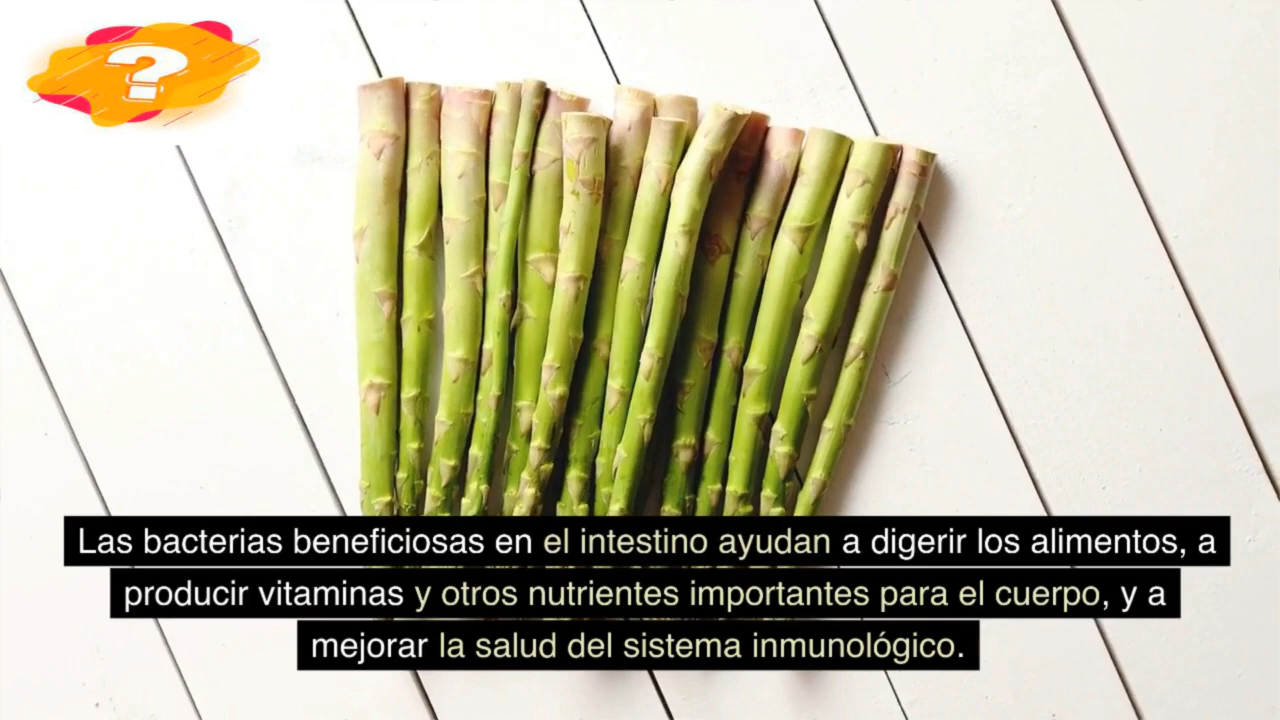 ?
Las bacterias beneficiosas en el intestino ayudan a digerir los alimentos, a
producir vitaminas y otros nutrientes importantes para el cuerpo, y a
mejorar la salud del sistema inmunológico.